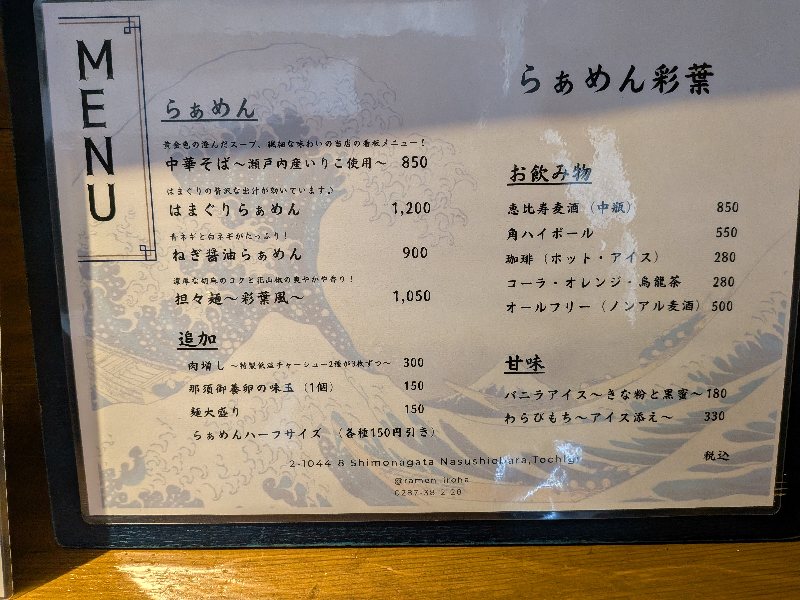 MENU
らぁめん彩葉
らぁめん
黄金色の澄んだスープ、繊細な味わいの当店の看板メニュー!
中華そば～瀬戸内産いりこ使用～ 850
はまぐりの贅沢な出汁が効いています♪
はまぐりらぁめん 1,200
青ネギと白ネギがたっぷり!
ねぎ醤油らぁめん 900
濃厚な胡麻のコクと花山椒の爽やかな香り!
担々麺～彩葉風～ 1,050
追加
肉増し ～特製低温チャーシュー2種が3枚ずつ～ 300
那須御養卵の味玉(1個) 150
麺大盛り 150
らぁめんハーフサイズ (各種150円引き)
お飲み物
恵比寿麦酒(中瓶) 850
角ハイボール 550
珈琲(ホット・アイス) 280
コーラ・オレンジ・烏龍茶 280
オールフリー(ノンアル麦酒) 500
甘味
バニラアイス～きな粉と黒蜜～ 180
わらびもち～アイス添え～ 330
税込
2-1044 8 Shimonagata Nasushiobara,Tochigi
@ramen_iroha